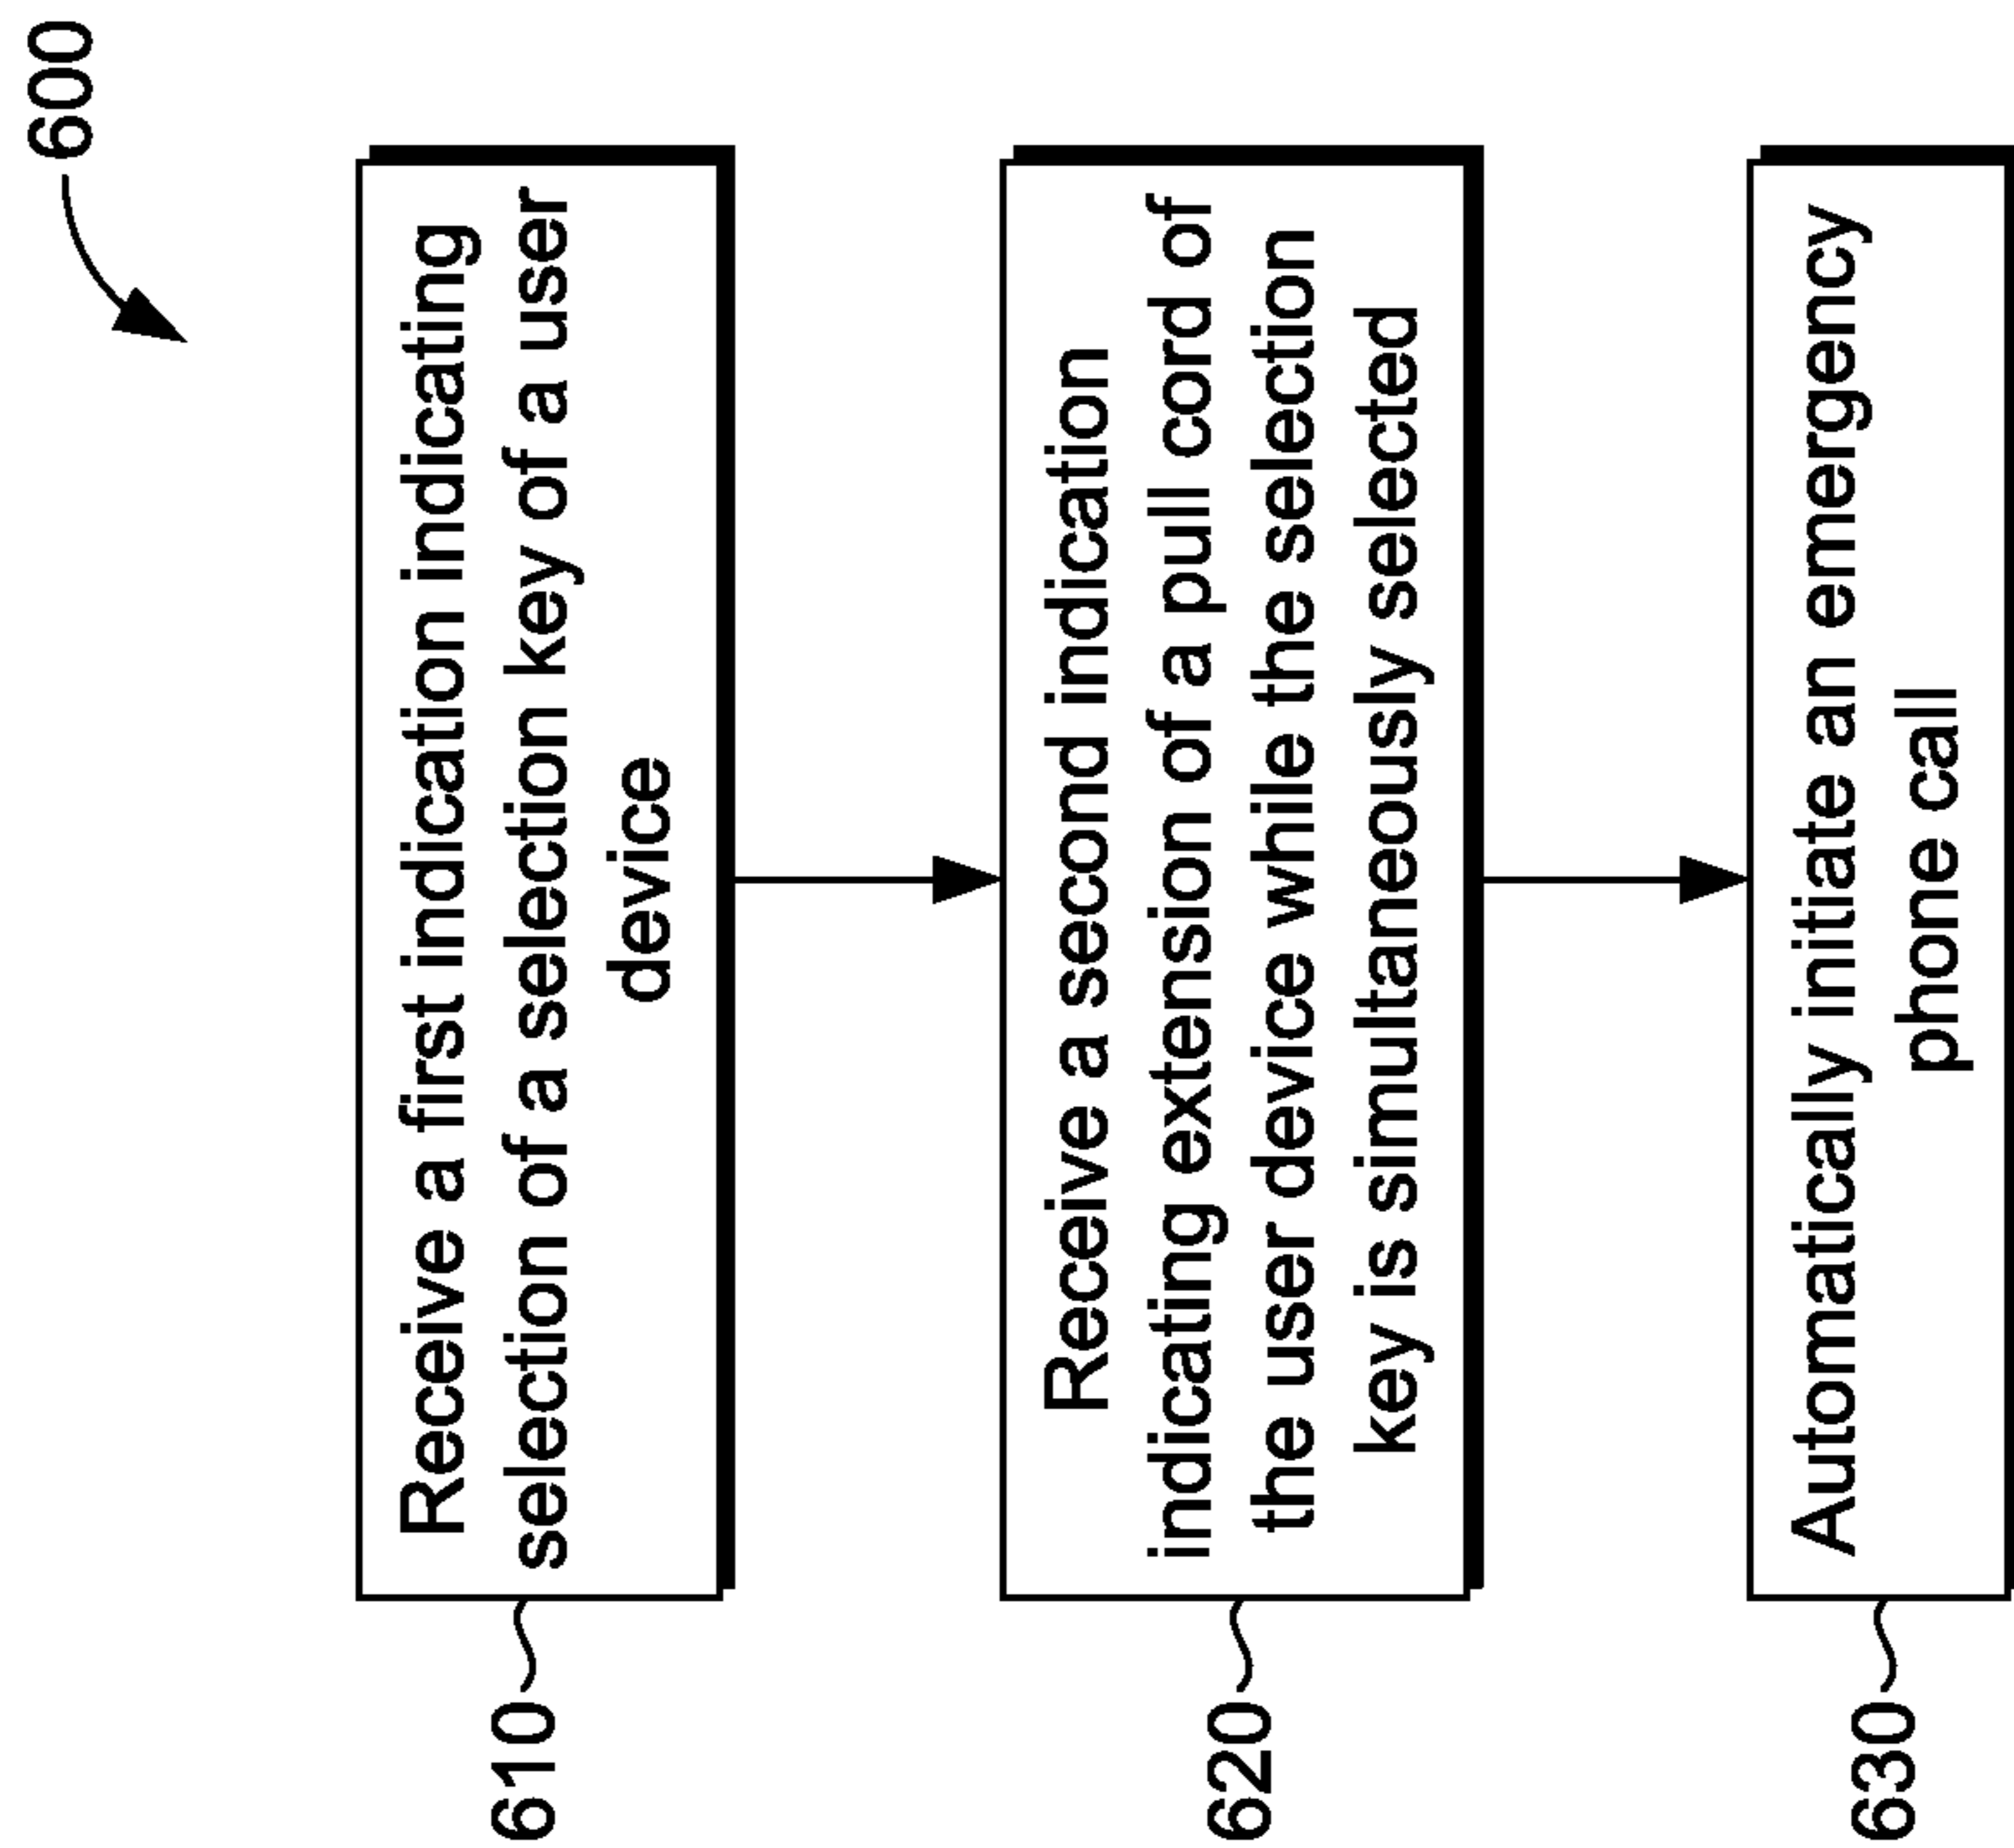 600
610
Receive a first indication indicating
selection of a selection key of a user
device
620
Receive a second indication
indicating extension of a pull cord of
the user device while the selection
key is simultaneously selected
630
Automatically initiate an emergency
phone call